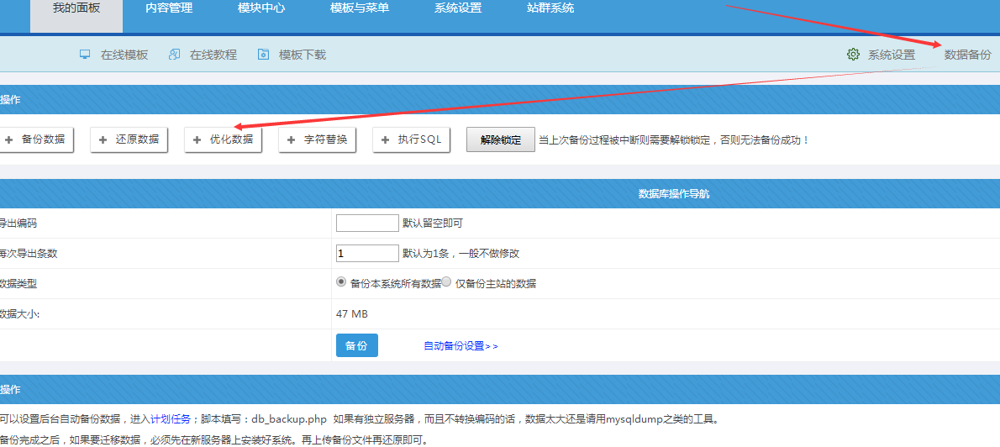 我的面板 内容管理 模块中心 模板与菜单 系统设置 站群系统
在线模板 在线教程 模板下载 系统设置 数据备份
操作
+ 备份数据 + 还原数据 + 优化数据 + 字符替换 + 执行SQL 解除锁定 当上次备份过程被中断则需要解锁锁定，否则无法备份成功！
数据库操作导航
导出编码 默认留空即可
每次导出条数 1 默认为1条，一般不做修改
数据类型 备份本系统所有数据 仅备份主站的数据
数据大小: 47 MB
备份 自动备份设置>>
操作
可以设置后台自动备份数据，进入计划任务；脚本填写：db_backup.php 如果有独立服务器，而且不转换编码的话，数据太大还是请用mysqldump之类的工具。
备份完成之后，如果要迁移数据，必须先在新服务器上安装好系统。再上传备份文件再还原即可。